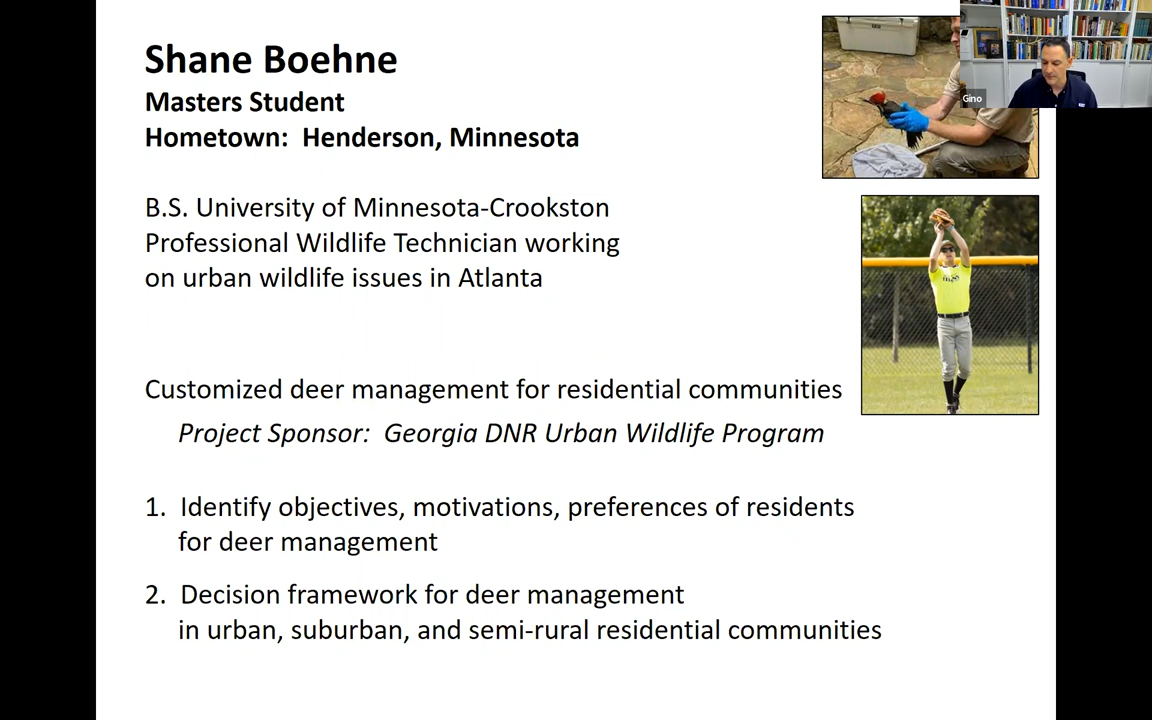 Shane Boehne
Masters Student
Hometown:  Henderson, Minnesota
Gino
B.S. University of Minnesota-Crookston
Professional Wildlife Technician working
on urban wildlife issues in Atlanta
Customized deer management for residential communities
Project Sponsor:  Georgia DNR Urban Wildlife Program
1.  Identify objectives, motivations, preferences of residents
for deer management
2.  Decision framework for deer management
in urban, suburban, and semi-rural residential communities